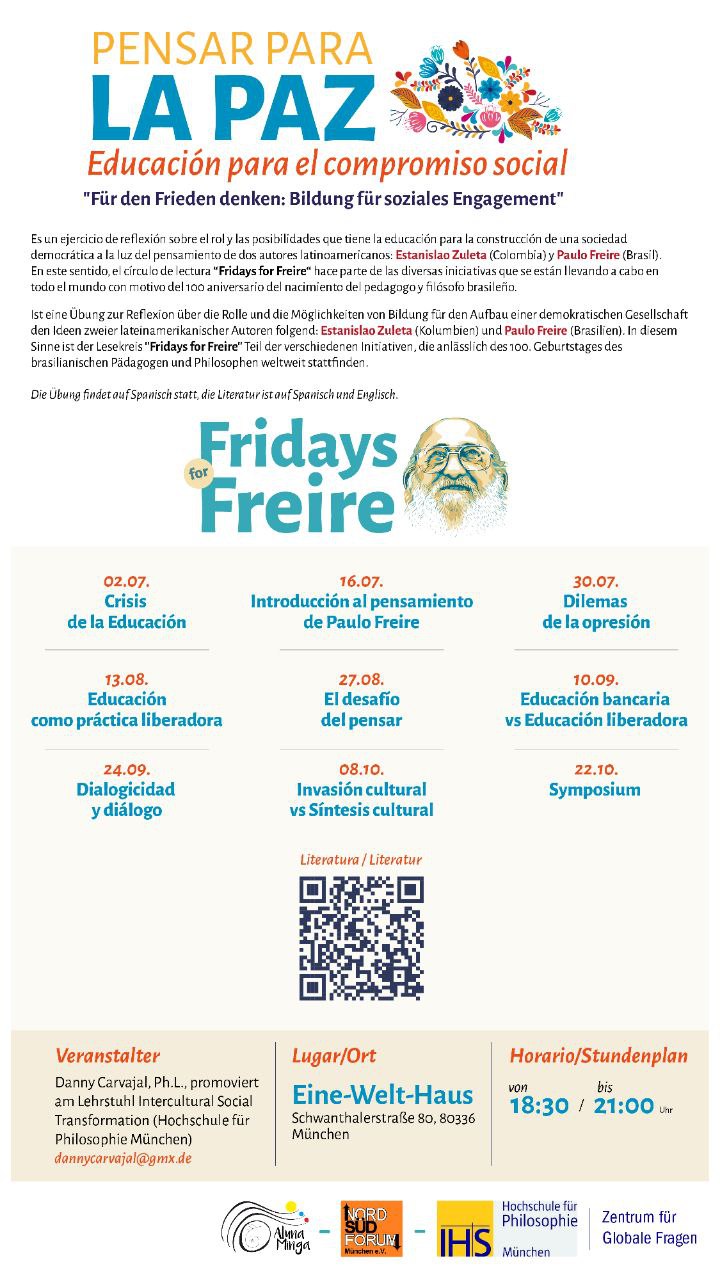 PENSAR PARA
LA PAZ
Educación para el compromiso social
"Für den Frieden denken: Bildung für soziales Engagement"
Es un ejercicio de reflexión sobre el rol y las posibilidades que tiene la educación para la construcción de una sociedad
democrática a la luz del pensamiento de dos autores latinoamericanos: Estanislao Zuleta (Colombia) y Paulo Freire (Brasil).
En este sentido, el círculo de lectura "Fridays for Freire" hace parte de las diversas iniciativas que se están llevando a cabo en
todo el mundo con motivo del 100 aniversario del nacimiento del pedagogo y filósofo brasileño.
Ist eine Übung zur Reflexion über die Rolle und die Möglichkeiten von Bildung für den Aufbau einer demokratischen Gesellschaft
den Ideen zweier lateinamerikanischer Autoren folgend: Estanislao Zuleta (Kolumbien) und Paulo Freire (Brasilien). In diesem
Sinne ist der Lesekreis "Fridays for Freire" Teil der verschiedenen Initiativen, die anlässlich des 100. Geburtstages des
brasilianischen Pädagogen und Philosophen weltweit stattfinden.
Die Übung findet auf Spanisch statt, die Literatur ist auf Spanisch und Englisch.
Fridays
for
Freire
02.07.
Crisis
de la Educación
16.07.
Introducción al pensamiento
de Paulo Freire
30.07.
Dilemas
de la opresión
13.08.
Educación
como práctica liberadora
27.08.
El desafío
del pensar
10.09.
Educación bancaria
vs Educación liberadora
24.09.
Dialogicidad
y diálogo
08.10.
Invasión cultural
vs Síntesis cultural
22.10.
Symposium
Literatura / Literatur
Veranstalter
Danny Carvajal, Ph.L., promoviert
am Lehrstuhl Intercultural Social
Transformation (Hochschule für
Philosophie München)
dannycarvajal@gmx.de
Lugar/Ort
Eine-Welt-Haus
Schwanthalerstraße 80, 80336
München
Horario/Stundenplan
von bis
18:30 / 21:00 Uhr
Aluna
Minga
NORD
SÜD
FORUM
München e.V.
IHS
Hochschule für
Philosophie
München
Zentrum für
Globale Fragen